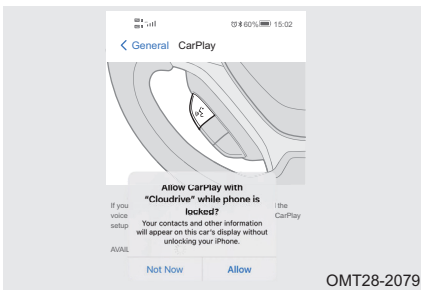 60% 15:02
General CarPlay
Allow CarPlay with
“Cloudrive” while phone is
locked?
Your contacts and other information
will appear on this car's display without
unlocking your iPhone.
If you the
voice CarPlay
setup
AVAIL
Not Now Allow
OMT28-2079